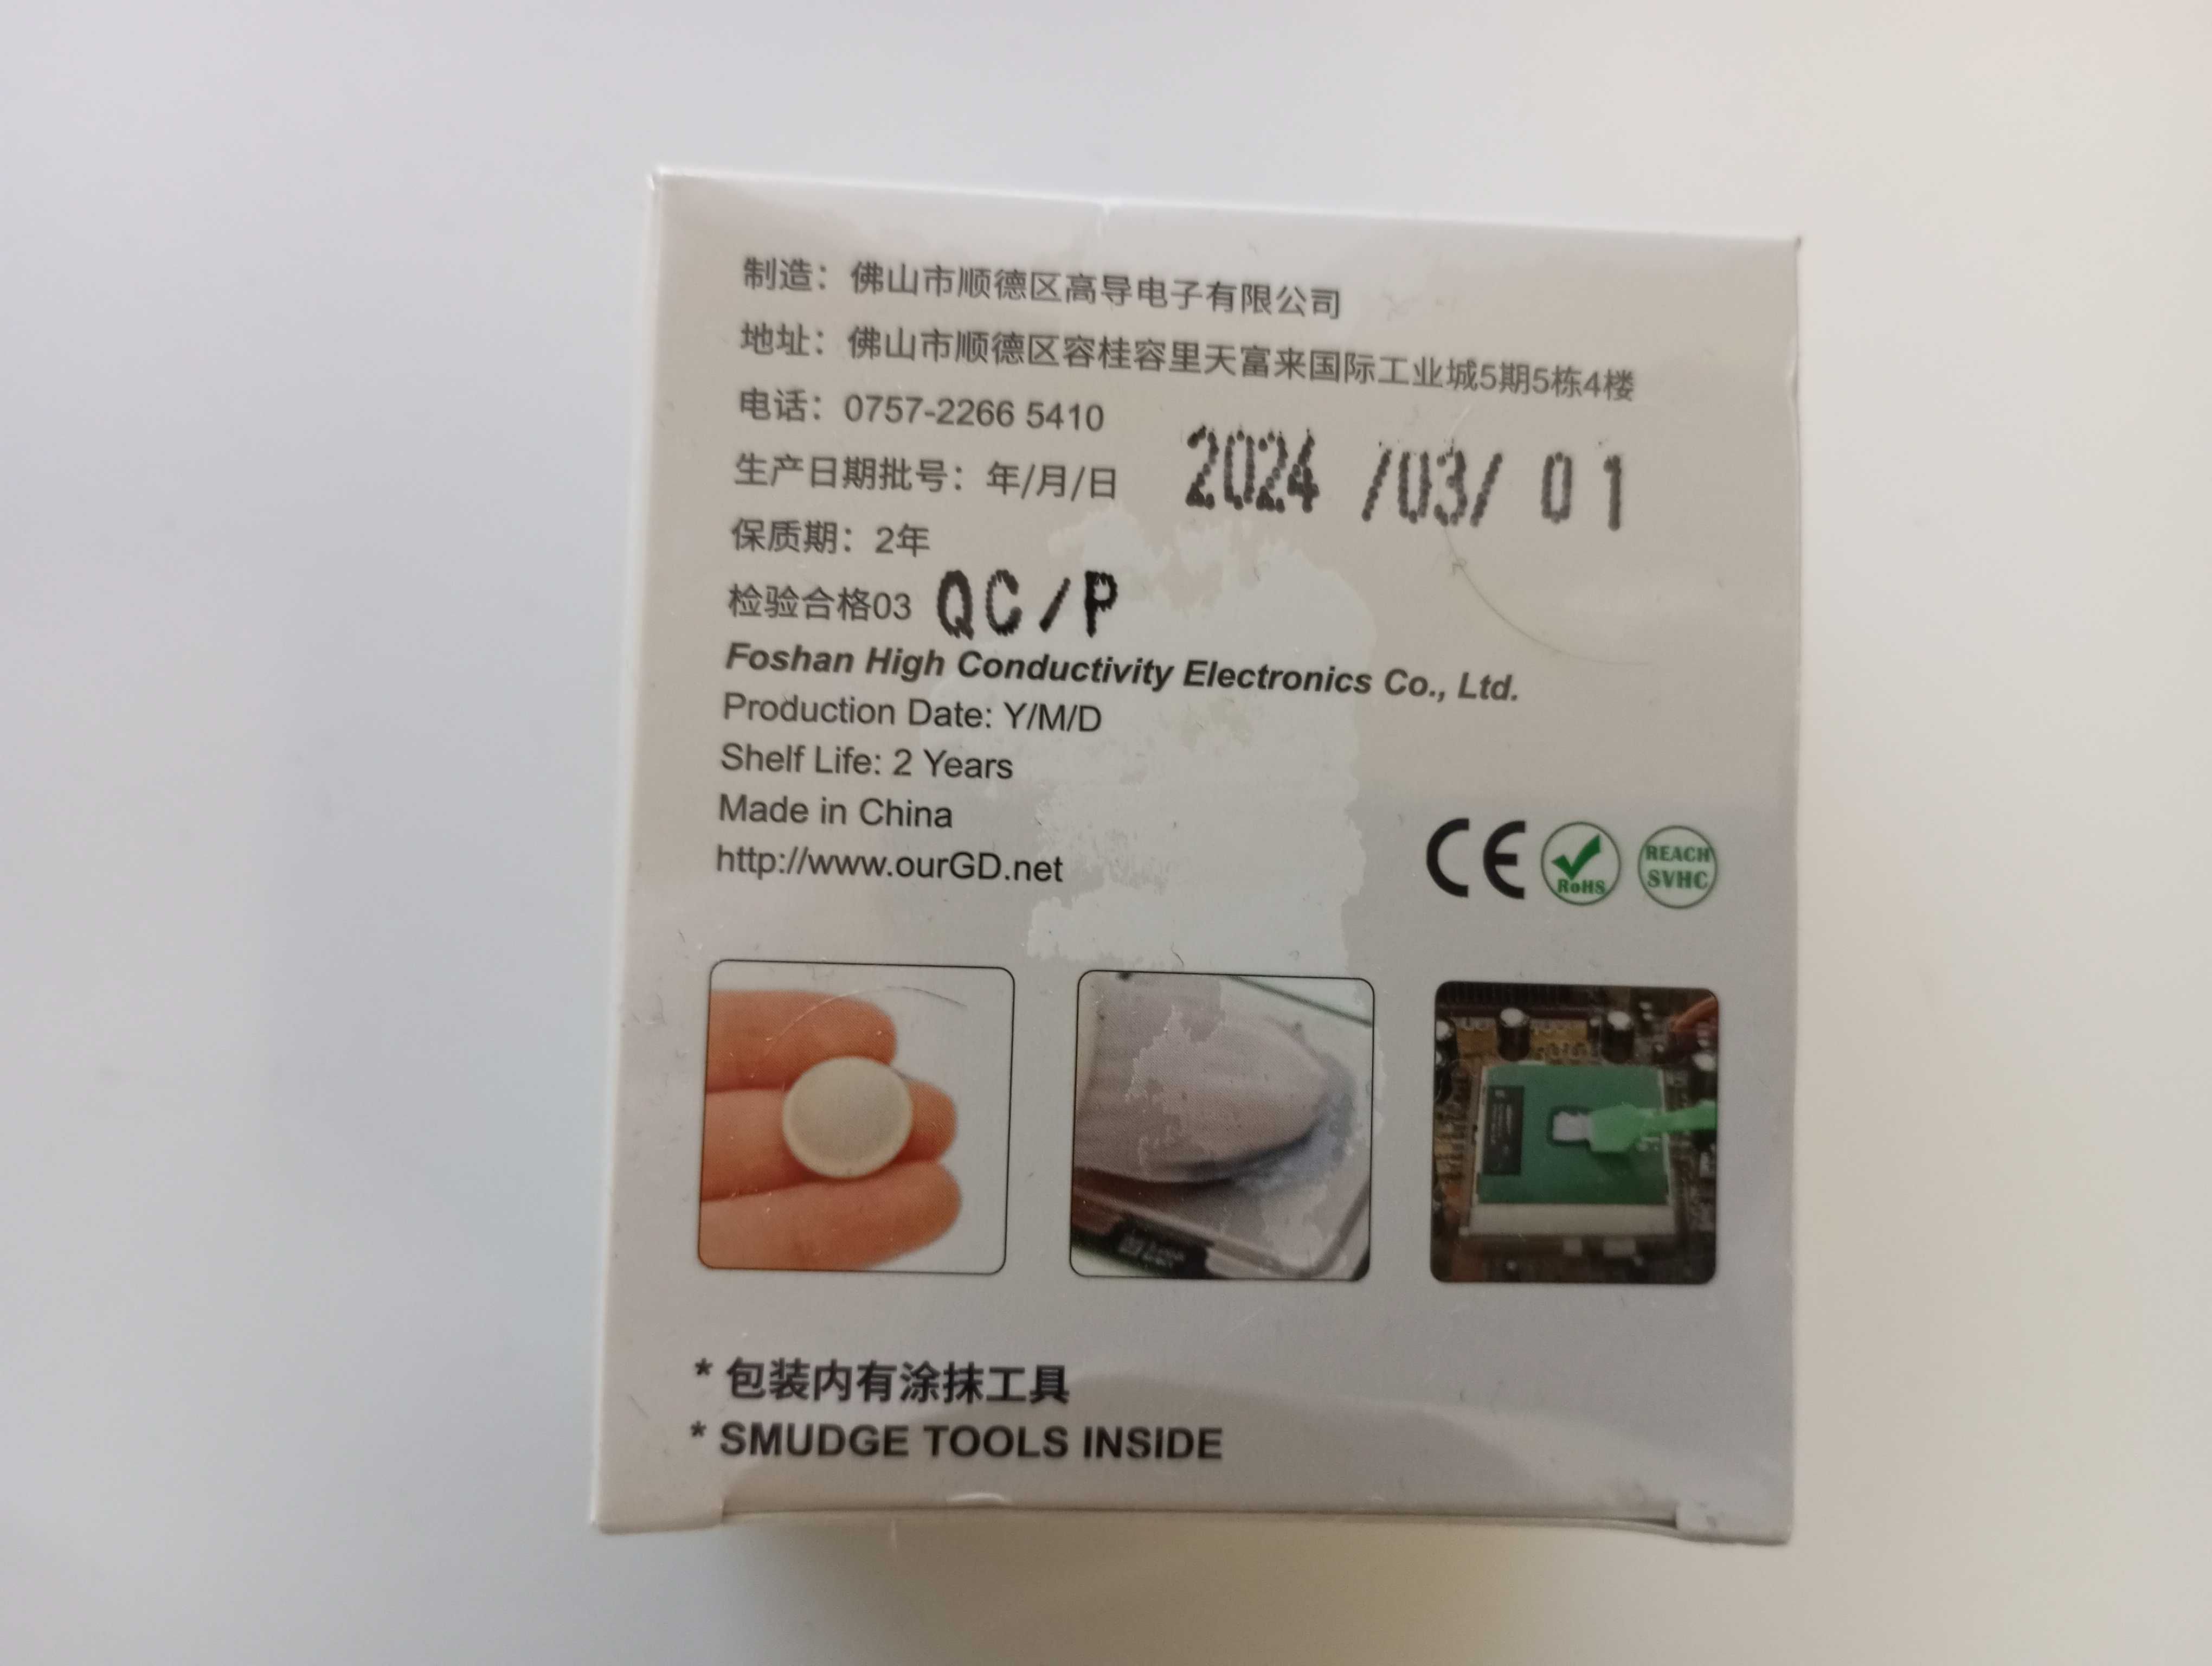 制造：佛山市顺德区高导电子有限公司
地址：佛山市顺德区容桂容里天富来国际工业城5期5栋4楼
电话：0757-2266 5410
生产日期批号：年/月/日 2024 /03/ 01
保质期：2年
检验合格03 QC/P
Foshan High Conductivity Electronics Co., Ltd.
Production Date: Y/M/D
Shelf Life: 2 Years
Made in China
http://www.ourGD.net
CE RoHS REACH SVHC
* 包装内有涂抹工具
* SMUDGE TOOLS INSIDE